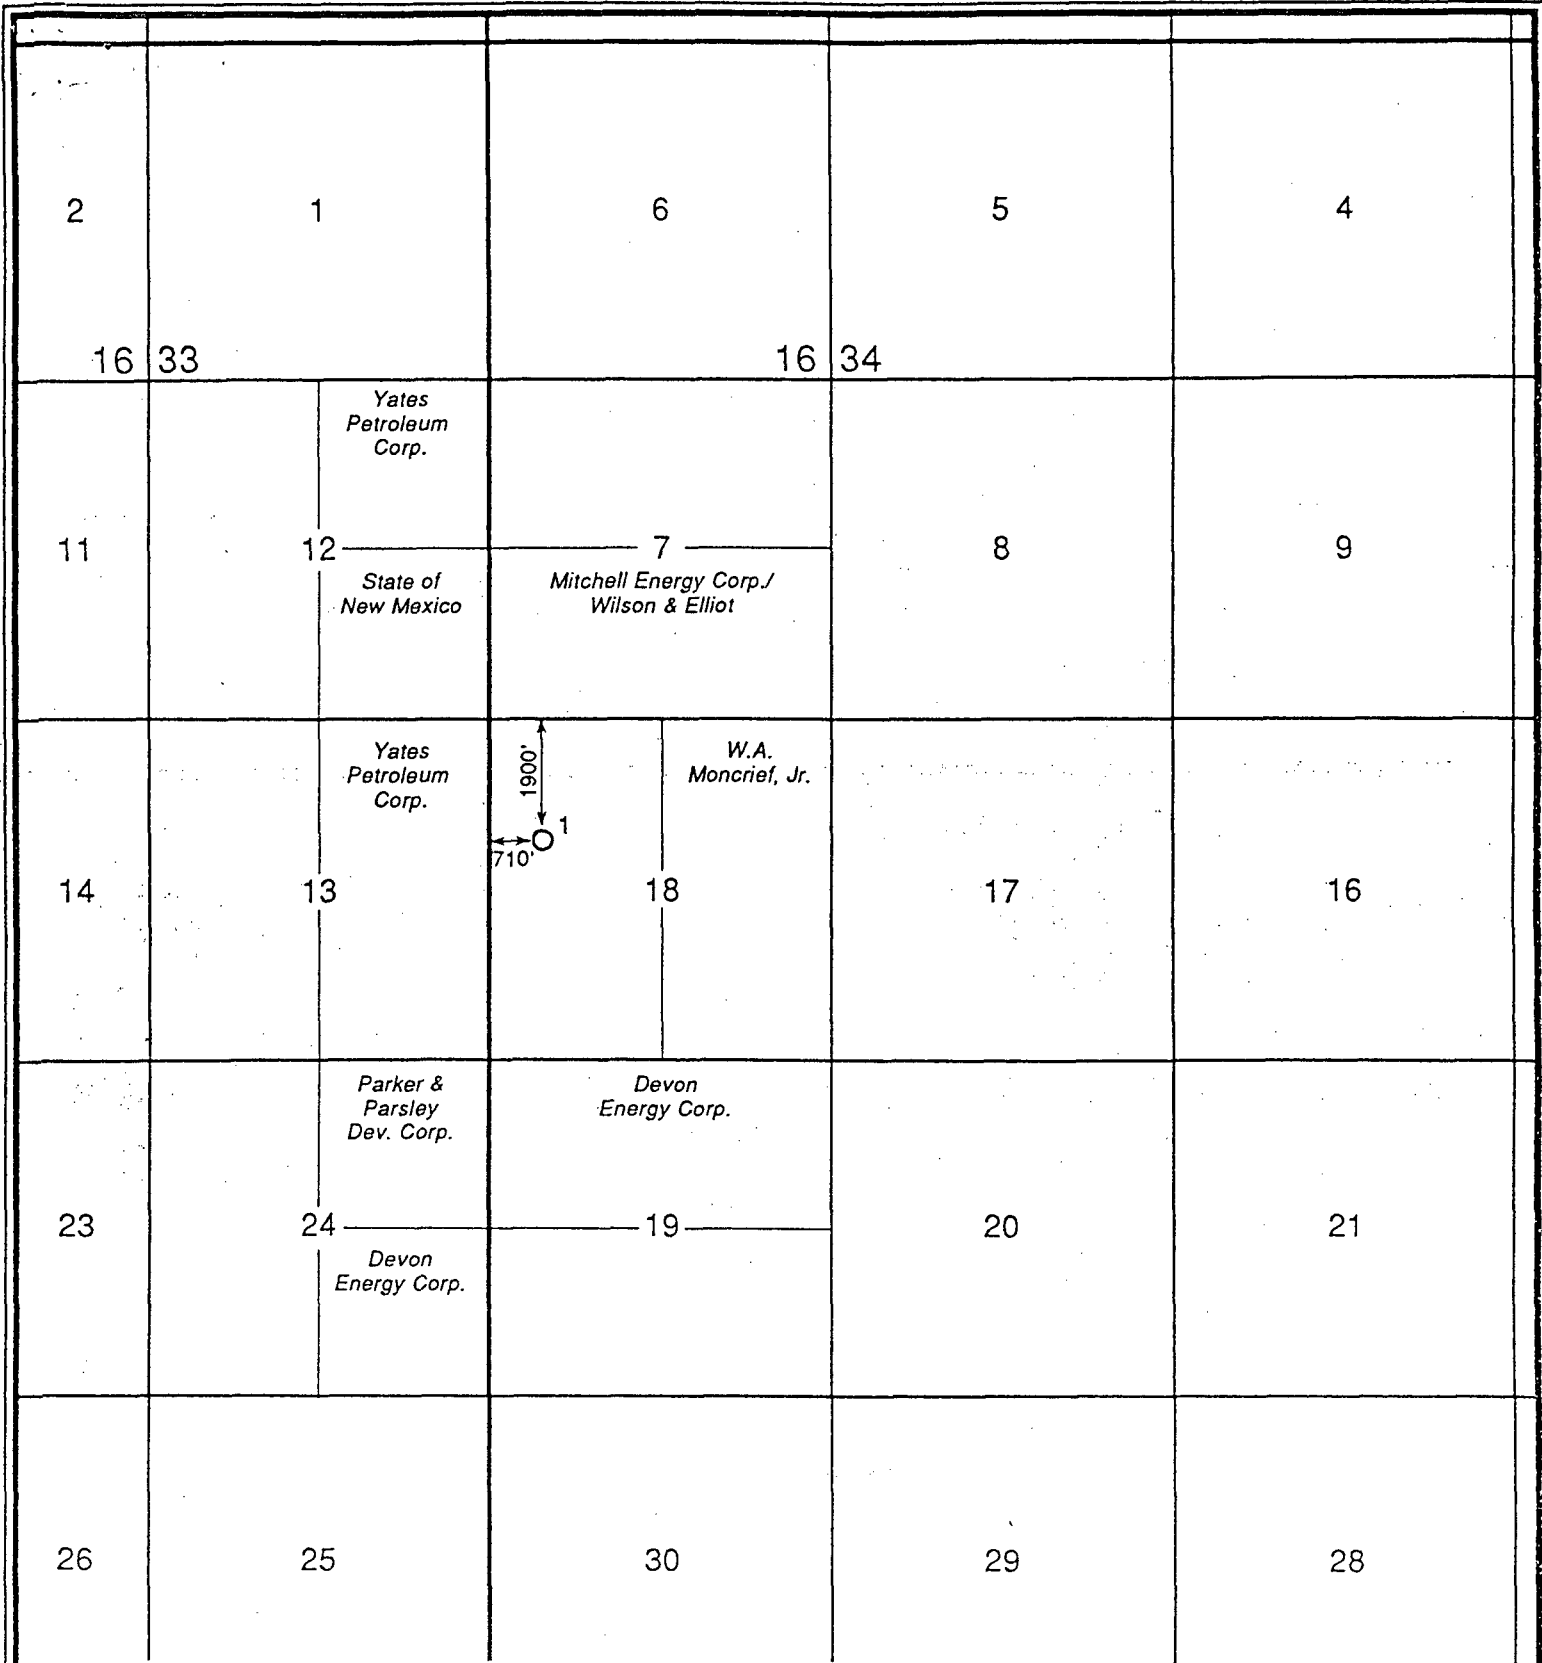 2
1
6
5
4
16 33
16 34
Yates
Petroleum
Corp.
11
12
7
8
9
State of
New Mexico
Mitchell Energy Corp./
Wilson & Elliot
Yates
Petroleum
Corp.
1900'
W.A.
Moncrief, Jr.
1
710'
14
13
18
17
16
Parker &
Parsley
Dev. Corp.
Devon
Energy Corp.
23
24
19
20
21
Devon
Energy Corp.
26
25
30
29
28